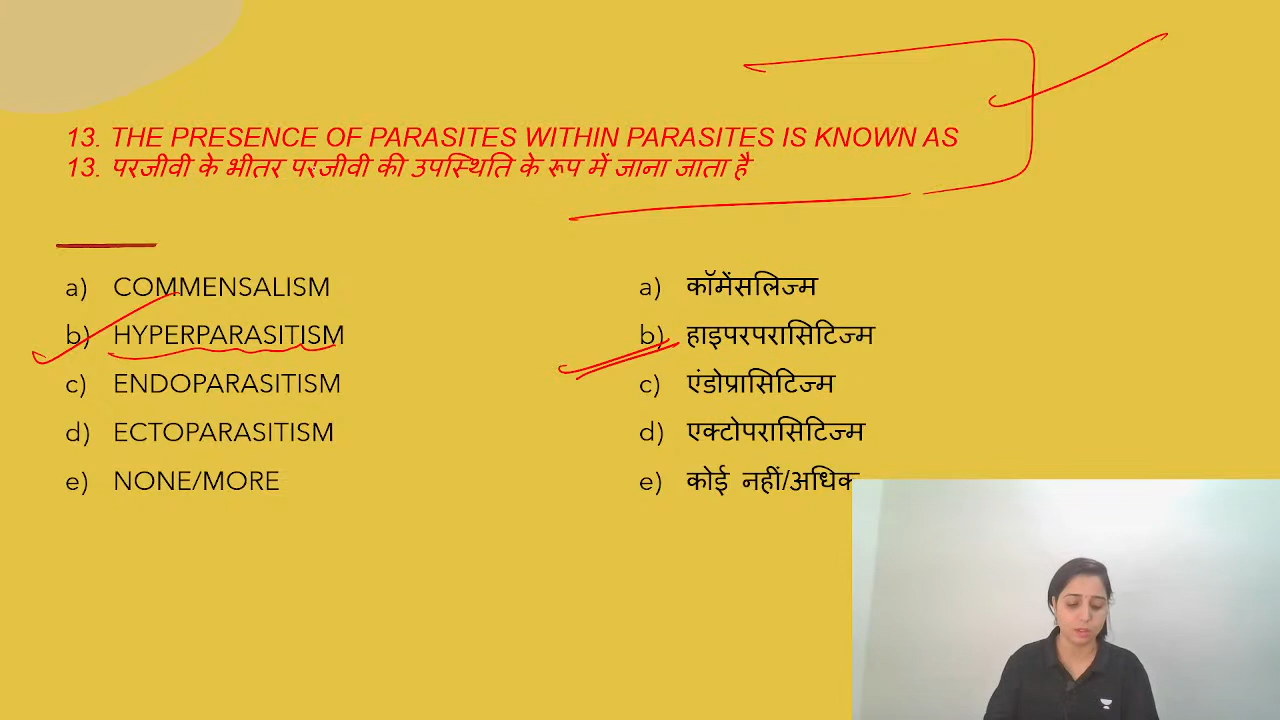 13. THE PRESENCE OF PARASITES WITHIN PARASITES IS KNOWN AS
13. परजीवी के भीतर परजीवी की उपस्थिति के रूप में जाना जाता है
a) COMMENSALISM
b) HYPERPARASITISM
c) ENDOPARASITISM
d) ECTOPARASITISM
e) NONE/MORE
a) कॉमेंसलिज्म
b) हाइपरपरासिटिज्म
c) एंडोप्रासिटिज्म
d) एक्टोपरासिटिज्म
e) कोई नहीं/अधिक